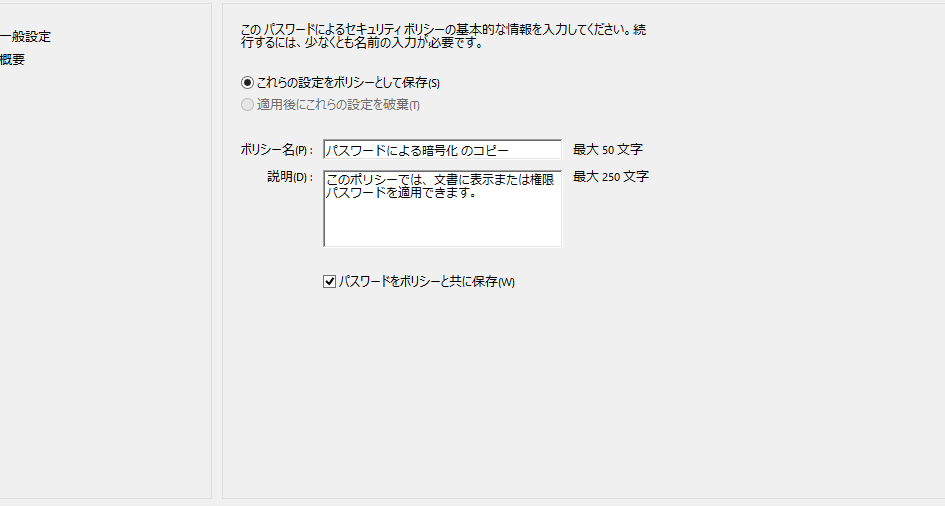 一般設定
概要
このパスワードによるセキュリティポリシーの基本的な情報を入力してください。続
行するには、少なくとも名前の入力が必要です。
これらの設定をポリシーとして保存(S)
適用後にこれらの設定を破棄(T)
ポリシー名(P)： パスワードによる暗号化 のコピー 最大 50 文字
説明(D)： このポリシーでは、文書に表示または権限 最大 250 文字
パスワードを適用できます。
パスワードをポリシーと共に保存(W)